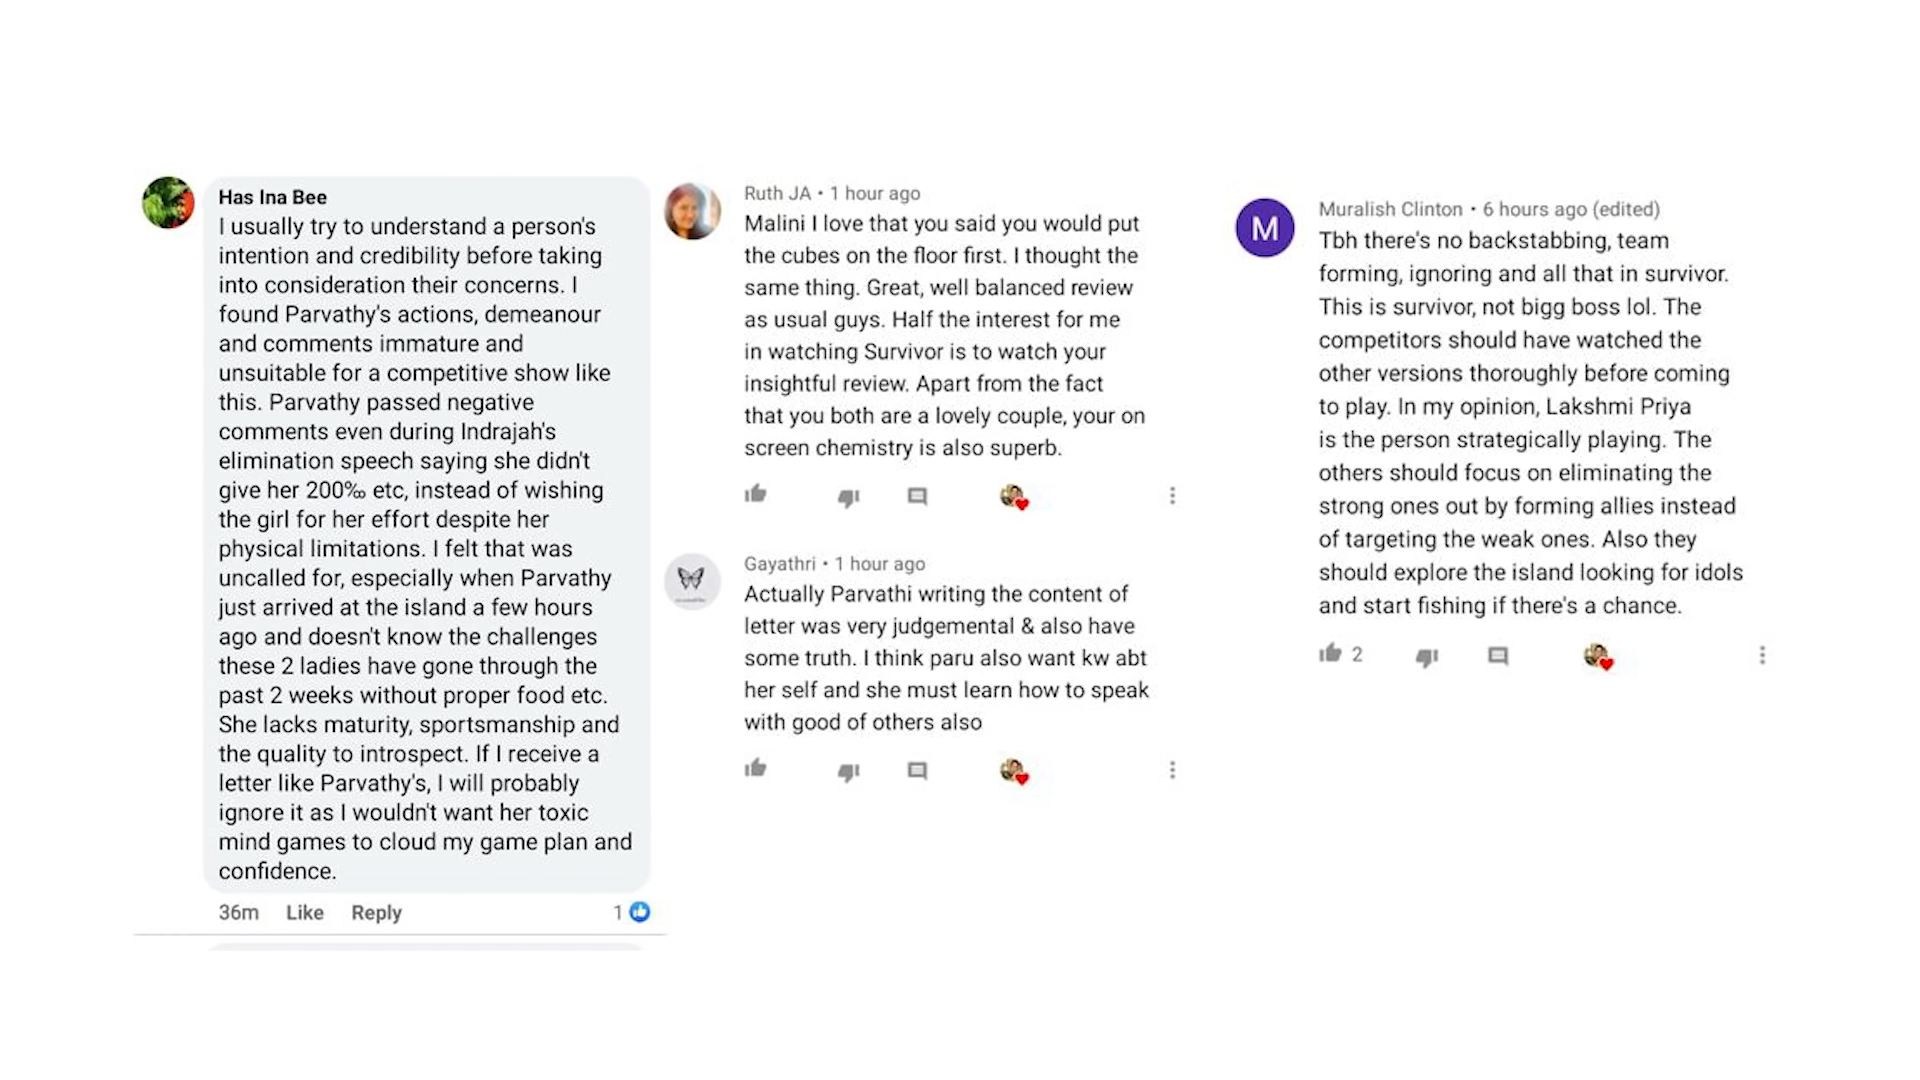 Has Ina Bee
I usually try to understand a person's
intention and credibility before taking
into consideration their concerns. I
found Parvathy's actions, demeanour
and comments immature and
unsuitable for a competitive show like
this. Parvathy passed negative
comments even during Indrajah's
elimination speech saying she didn't
give her 200‰ etc, instead of wishing
the girl for her effort despite her
physical limitations. I felt that was
uncalled for, especially when Parvathy
just arrived at the island a few hours
ago and doesn't know the challenges
these 2 ladies have gone through the
past 2 weeks without proper food etc.
She lacks maturity, sportsmanship and
the quality to introspect. If I receive a
letter like Parvathy's, I will probably
ignore it as I wouldn't want her toxic
mind games to cloud my game plan and
confidence.
36m Like Reply 1
Ruth JA • 1 hour ago
Malini I love that you said you would put
the cubes on the floor first. I thought the
same thing. Great, well balanced review
as usual guys. Half the interest for me
in watching Survivor is to watch your
insightful review. Apart from the fact
that you both are a lovely couple, your on
screen chemistry is also superb.
Gayathri • 1 hour ago
Actually Parvathi writing the content of
letter was very judgemental & also have
some truth. I think paru also want kw abt
her self and she must learn how to speak
with good of others also
M
Muralish Clinton • 6 hours ago (edited)
Tbh there's no backstabbing, team
forming, ignoring and all that in survivor.
This is survivor, not bigg boss lol. The
competitors should have watched the
other versions thoroughly before coming
to play. In my opinion, Lakshmi Priya
is the person strategically playing. The
others should focus on eliminating the
strong ones out by forming allies instead
of targeting the weak ones. Also they
should explore the island looking for idols
and start fishing if there's a chance.
2